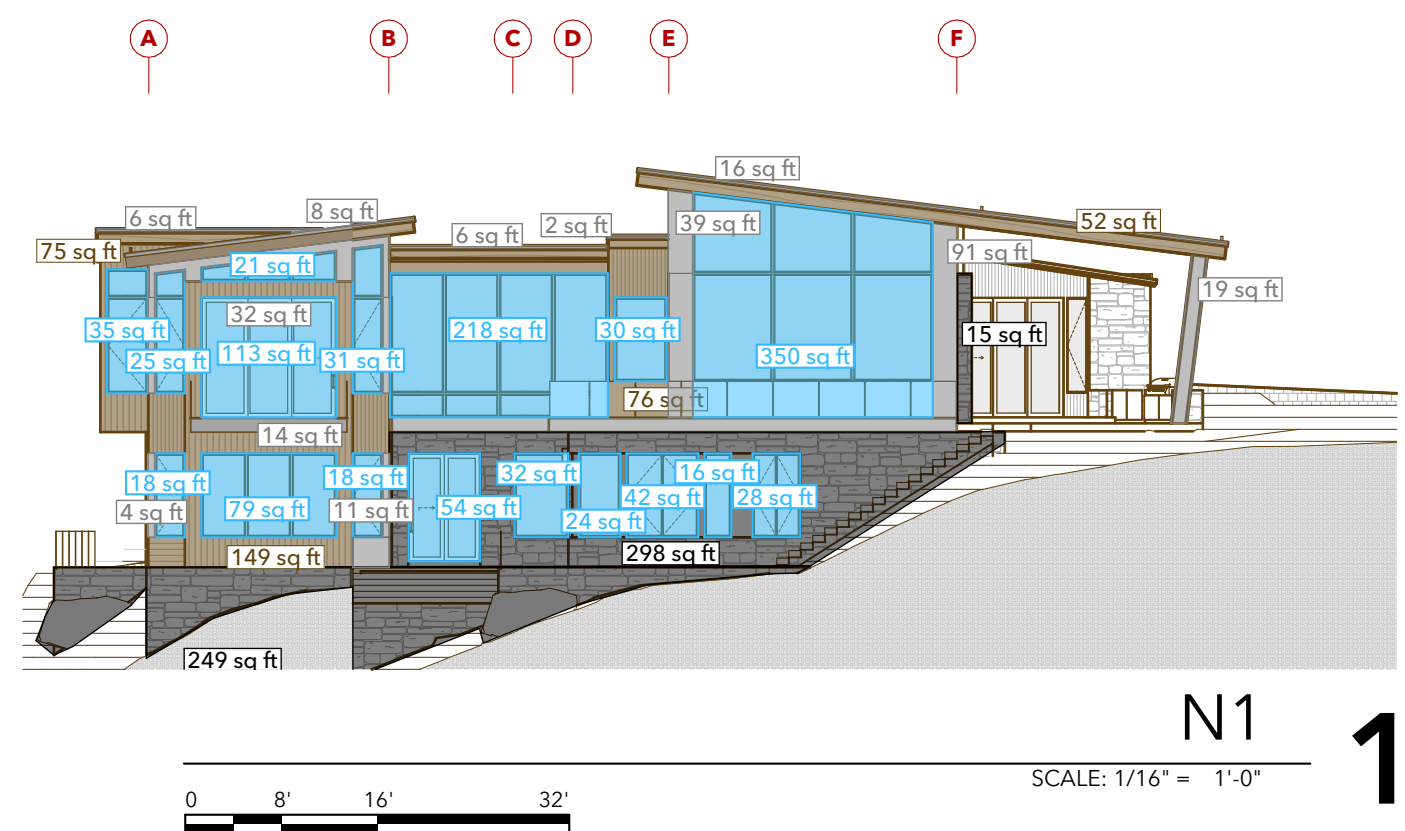 A B C D E F
16 sq ft
6 sq ft
8 sq ft
2 sq ft
39 sq ft
52 sq ft
6 sq ft
75 sq ft
91 sq ft
21 sq ft
19 sq ft
32 sq ft
35 sq ft
218 sq ft
30 sq ft
15 sq ft
113 sq ft
25 sq ft
31 sq ft
350 sq ft
76 sq ft
14 sq ft
18 sq ft
18 sq ft
32 sq ft
16 sq ft
42 sq ft
28 sq ft
4 sq ft
79 sq ft
11 sq ft
54 sq ft
24 sq ft
149 sq ft
298 sq ft
249 sq ft
N1
1
SCALE: 1/16" = 1'-0"
0 8' 16' 32'